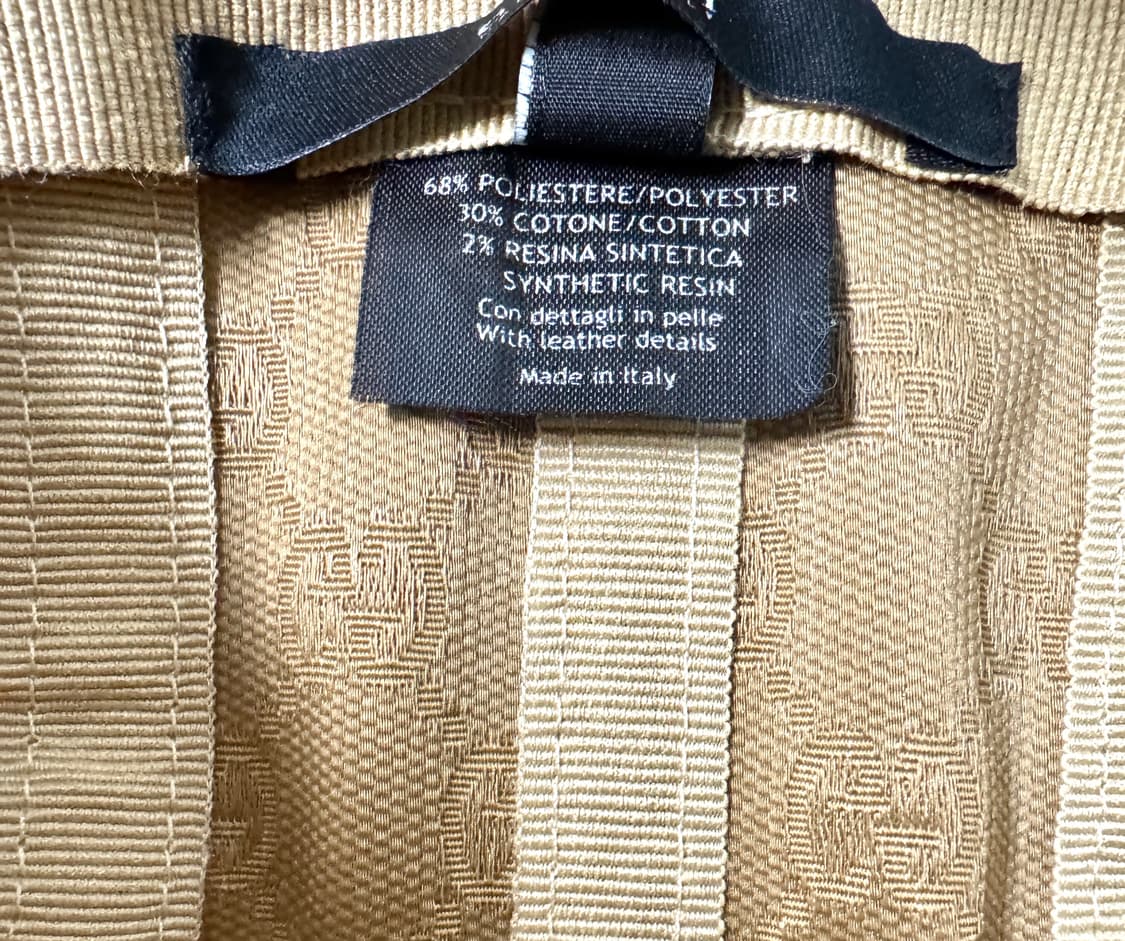 68% POLIESTERE/POLYESTER
30% COTONE/COTTON
2% RESINA SINTETICA
SYNTHETIC RESIN
Con dettagli in pelle
With leather details
Made in Italy